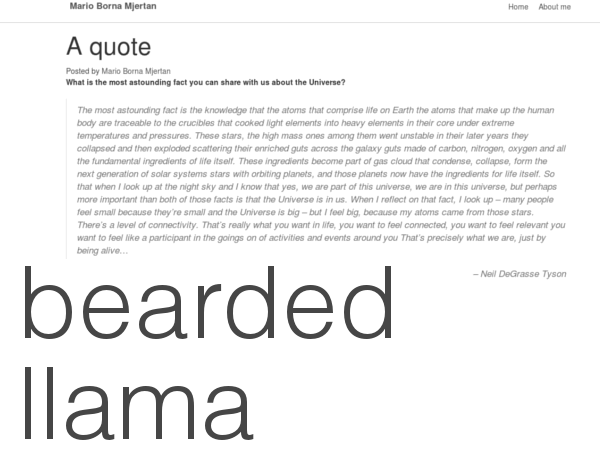 Mario Borna Mjertan Home About me
A quote
Posted by Mario Borna Mjertan
What is the most astounding fact you can share with us about the Universe?
The most astounding fact is the knowledge that the atoms that comprise life on Earth the atoms that make up the human
body are traceable to the crucibles that cooked light elements into heavy elements in their core under extreme
temperatures and pressures. These stars, the high mass ones among them went unstable in their later years they
collapsed and then exploded scattering their enriched guts across the galaxy guts made of carbon, nitrogen, oxygen and all
the fundamental ingredients of life itself. These ingredients become part of gas cloud that condense, collapse, form the
next generation of solar systems stars with orbiting planets, and those planets now have the ingredients for life itself. So
that when I look up at the night sky and I know that yes, we are part of this universe, we are in this universe, but perhaps
more important than both of those facts is that the Universe is in us. When I reflect on that fact, I look up – many people
feel small because they're small and the Universe is big – but I feel big, because my atoms came from those stars.
There's a level of connectivity. That's really what you want in life, you want to feel connected, you want to feel relevant you
want to feel like a participant in the goings on of activities and events around you That's precisely what we are, just by
being alive…
– Neil DeGrasse Tyson
bearded
llama